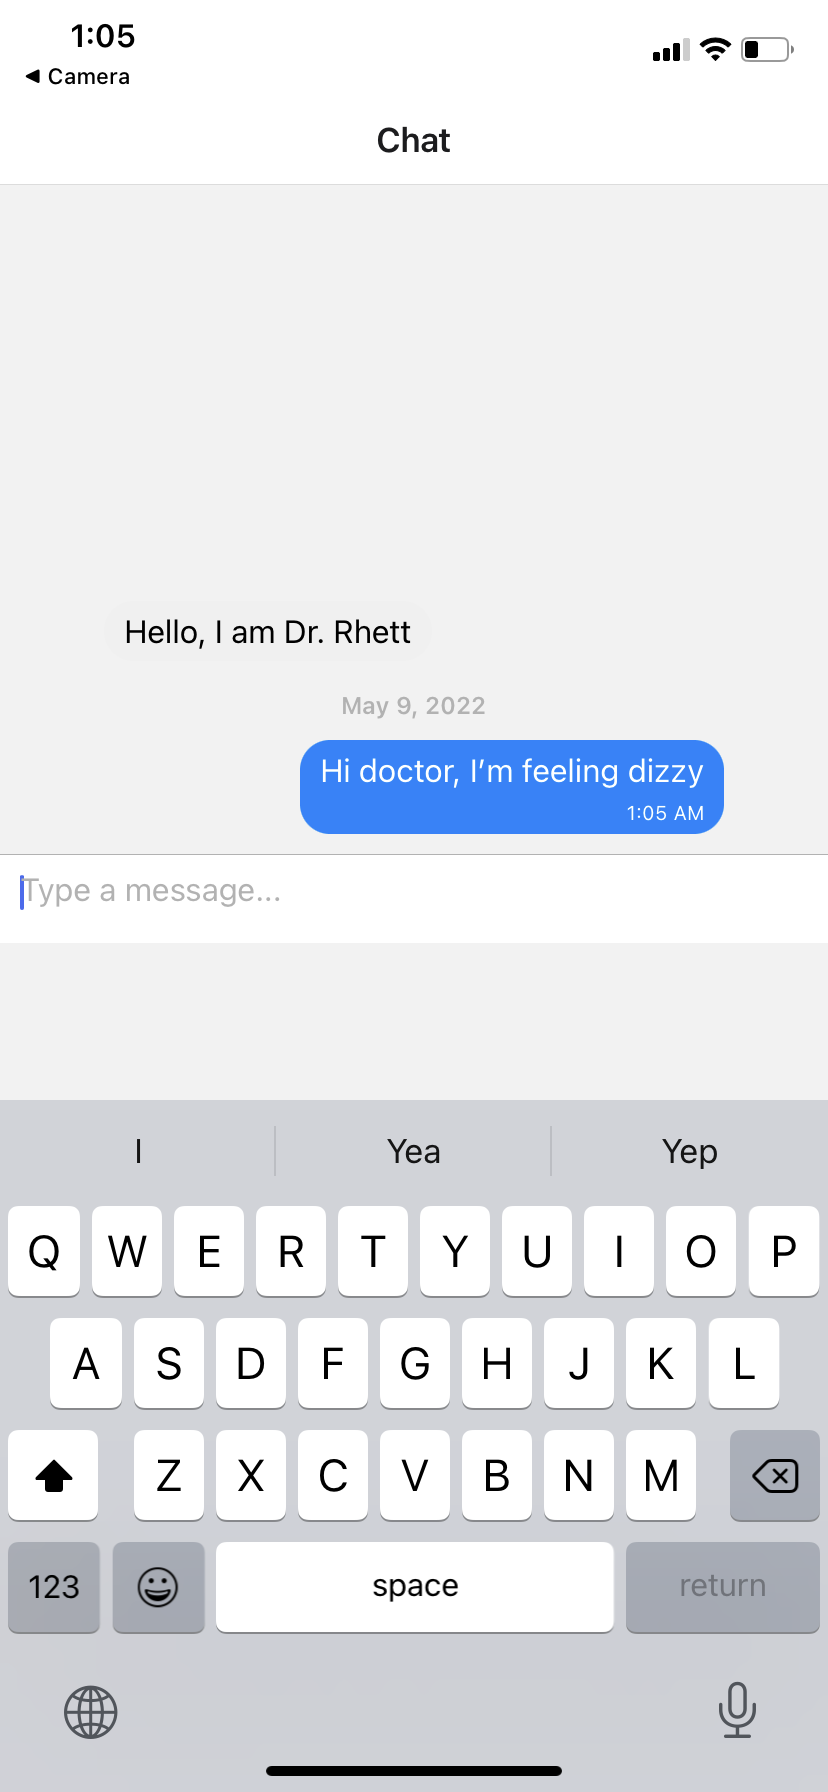 1:05
◀ Camera
Chat
Hello, I am Dr. Rhett
May 9, 2022
Hi doctor, I’m feeling dizzy
1:05 AM
Type a message...
I Yea Yep
Q W E R T Y U I O P
A S D F G H J K L
Z X C V B N M
123 space return